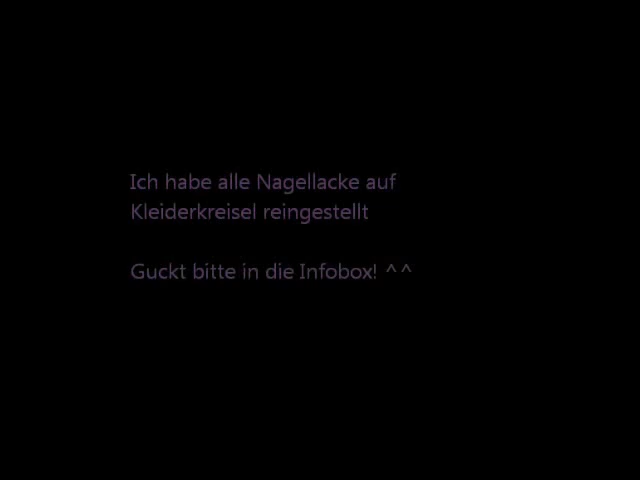 Ich habe alle Nagellacke auf
Kleiderkreisel reingestellt
Guckt bitte in die Infobox! ^^